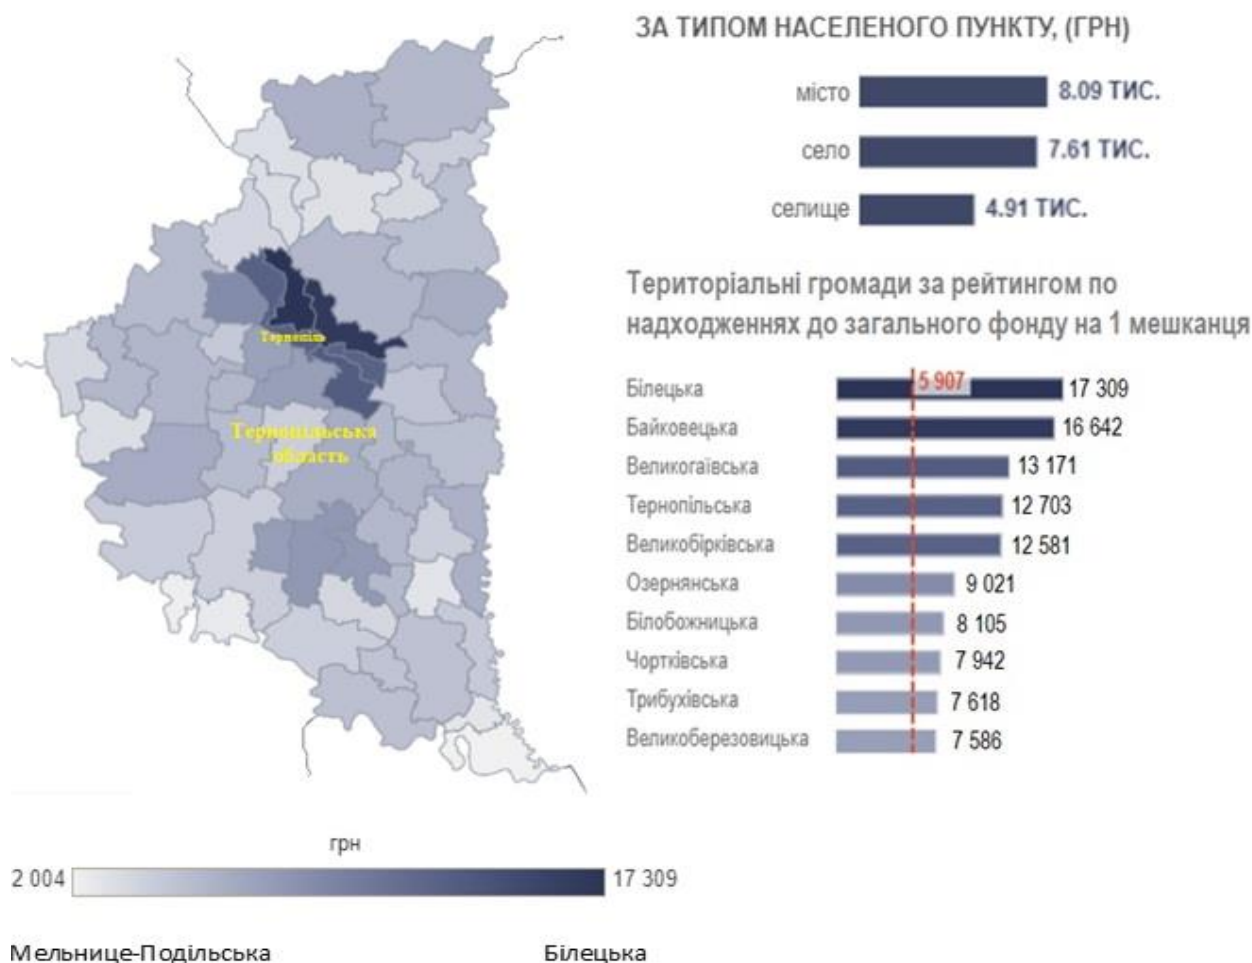 ЗА ТИПОМ НАСЕЛЕНОГО ПУНКТУ, (ГРН)
місто 8.09 ТИС.
село 7.61 ТИС.
селище 4.91 ТИС.
Територіальні громади за рейтингом по
надходженнях до загального фонду на 1 мешканця
5 907
Білецька 17 309
Байковецька 16 642
Великогаївська 13 171
Тернопільська 12 703
Великобірківська 12 581
Озернянська 9 021
Білобожницька 8 105
Чортківська 7 942
Трибухівська 7 618
Великоберезовицька 7 586
Тернопіль
Тернопільська
область
грн
2 004 17 309
Мельнице-Подільська Білецька